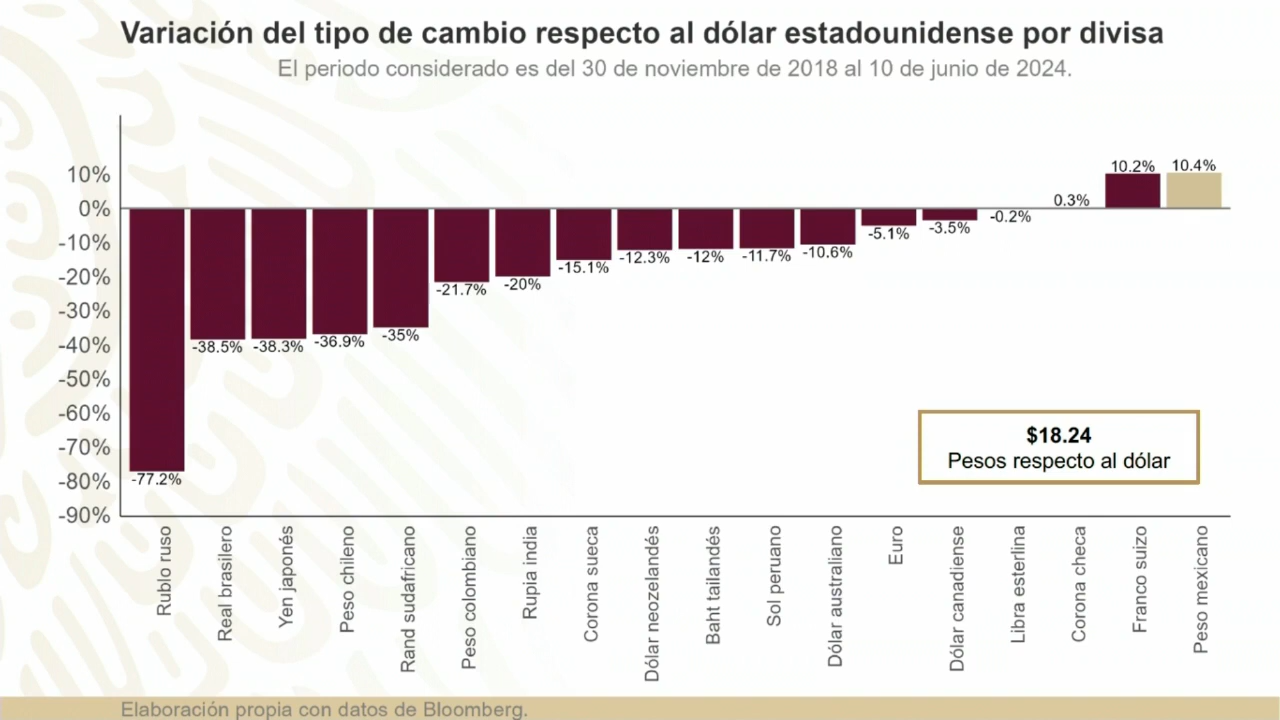 Variación del tipo de cambio respecto al dólar estadounidense por divisa
El periodo considerado es del 30 de noviembre de 2018 al 10 de junio de 2024.
10%
0%
-10%
-20%
-30%
-40%
-50%
-60%
-70%
-80%
-90%
-77.2%
-38.5%
-38.3%
-36.9%
-35%
-21.7%
-20%
-15.1%
-12.3%
-12%
-11.7%
-10.6%
-5.1%
-3.5%
-0.2%
0.3%
10.2%
10.4%
$18.24
Pesos respecto al dólar
Rublo ruso
Real brasilero
Yen japonés
Peso chileno
Rand sudafricano
Peso colombiano
Rupia india
Corona sueca
Dólar neozelandés
Baht tailandés
Sol peruano
Dólar australiano
Euro
Dólar canadiense
Libra esterlina
Corona checa
Franco suizo
Peso mexicano
Elaboración propia con datos de Bloomberg.